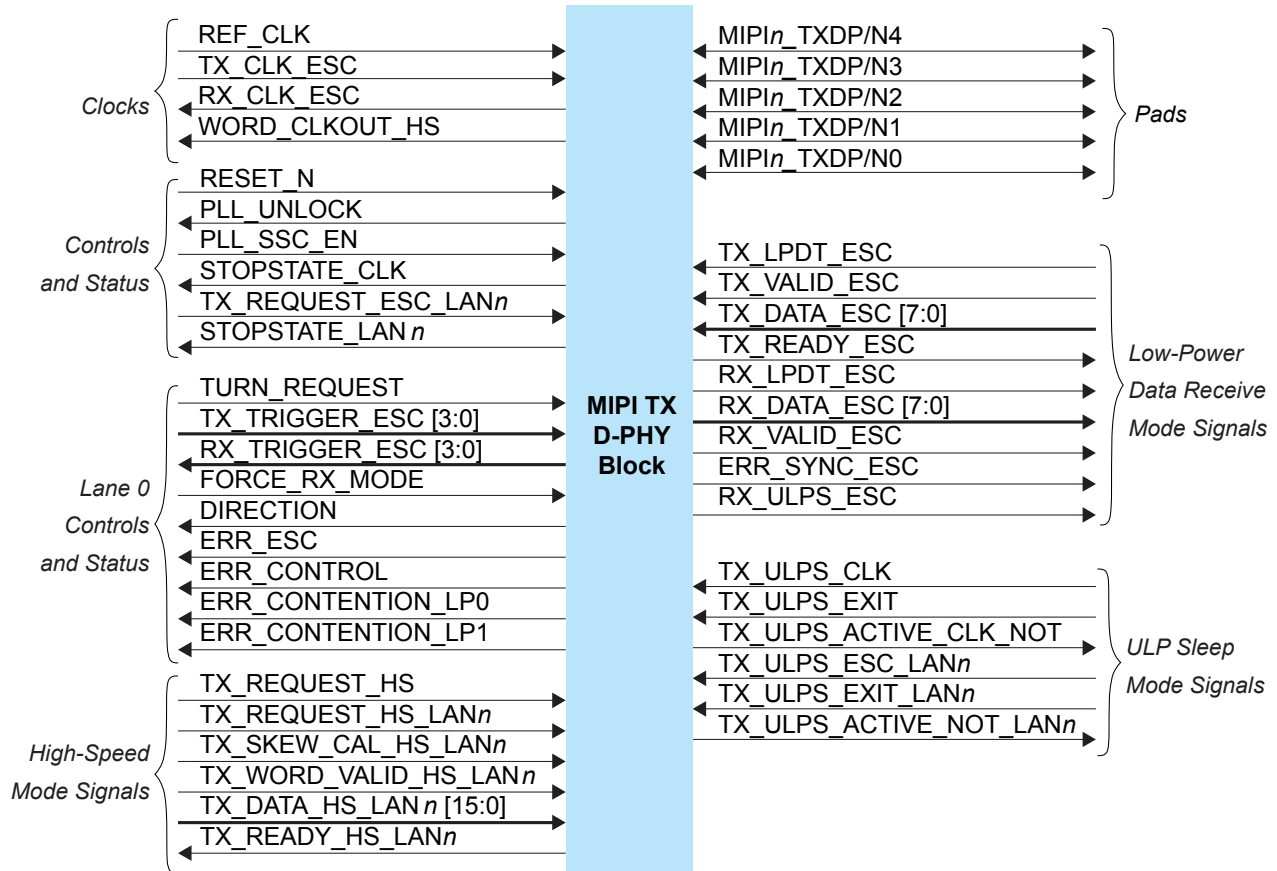 Clocks
REF_CLK
TX_CLK_ESC
RX_CLK_ESC
WORD_CLKOUT_HS
Controls
and Status
RESET_N
PLL_UNLOCK
PLL_SSC_EN
STOPSTATE_CLK
TX_REQUEST_ESC_LANn
STOPSTATE_LANn
Lane 0
Controls
and Status
TURN_REQUEST
TX_TRIGGER_ESC [3:0]
RX_TRIGGER_ESC [3:0]
FORCE_RX_MODE
DIRECTION
ERR_ESC
ERR_CONTROL
ERR_CONTENTION_LP0
ERR_CONTENTION_LP1
High-Speed
Mode Signals
TX_REQUEST_HS
TX_REQUEST_HS_LANn
TX_SKEW_CAL_HS_LANn
TX_WORD_VALID_HS_LANn
TX_DATA_HS_LANn [15:0]
TX_READY_HS_LANn
MIPI TX
D-PHY
Block
MIPIn_TXDP/N4
MIPIn_TXDP/N3
MIPIn_TXDP/N2
MIPIn_TXDP/N1
MIPIn_TXDP/N0
Pads
TX_LPDT_ESC
TX_VALID_ESC
TX_DATA_ESC [7:0]
TX_READY_ESC
RX_LPDT_ESC
RX_DATA_ESC [7:0]
RX_VALID_ESC
ERR_SYNC_ESC
RX_ULPS_ESC
Low-Power
Data Receive
Mode Signals
TX_ULPS_CLK
TX_ULPS_EXIT
TX_ULPS_ACTIVE_CLK_NOT
TX_ULPS_ESC_LANn
TX_ULPS_EXIT_LANn
TX_ULPS_ACTIVE_NOT_LANn
ULP Sleep
Mode Signals